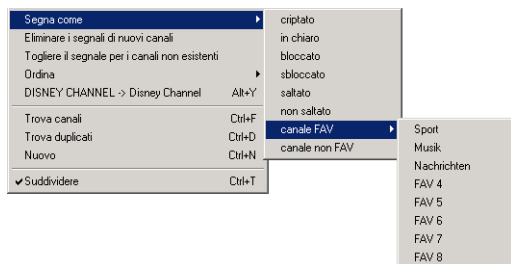 Segna come
Eliminare i segnali di nuovi canali
Togliere il segnale per i canali non esistenti
Ordina
DISNEY CHANNEL -> Disney Channel Alt+Y
Trova canali Ctrl+F
Trova duplicati Ctrl+D
Nuovo Ctrl+N
Suddividere Ctrl+T
criptato
in chiaro
bloccato
sbloccato
saltato
non saltato
canale FAV
canale non FAV
Sport
Musik
Nachrichten
FAV 4
FAV 5
FAV 6
FAV 7
FAV 8